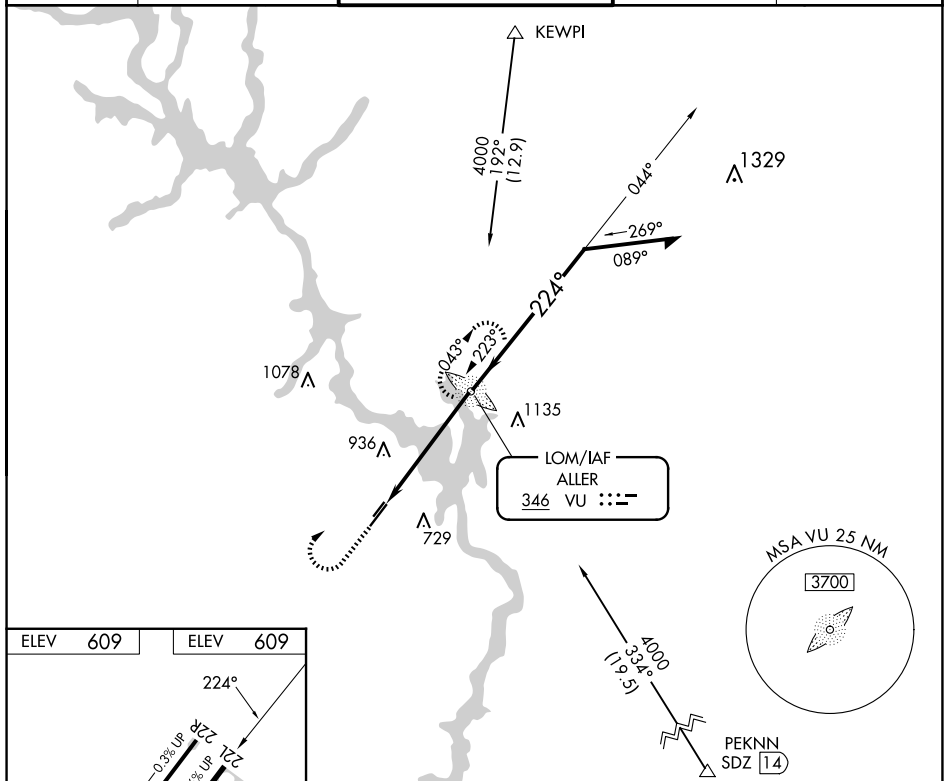 KEWPI
4000
192°
(12.9)
044°
1329
269°
089°
224°
043°
223°
1078
1135
936
LOM/IAF
ALLER
346 VU
729
MSA VU 25 NM
3700
ELEV 609
ELEV 609
224°
22R
22L
0.3% UP
% UP
4000
334°
(19.5)
PEKNN
SDZ 14